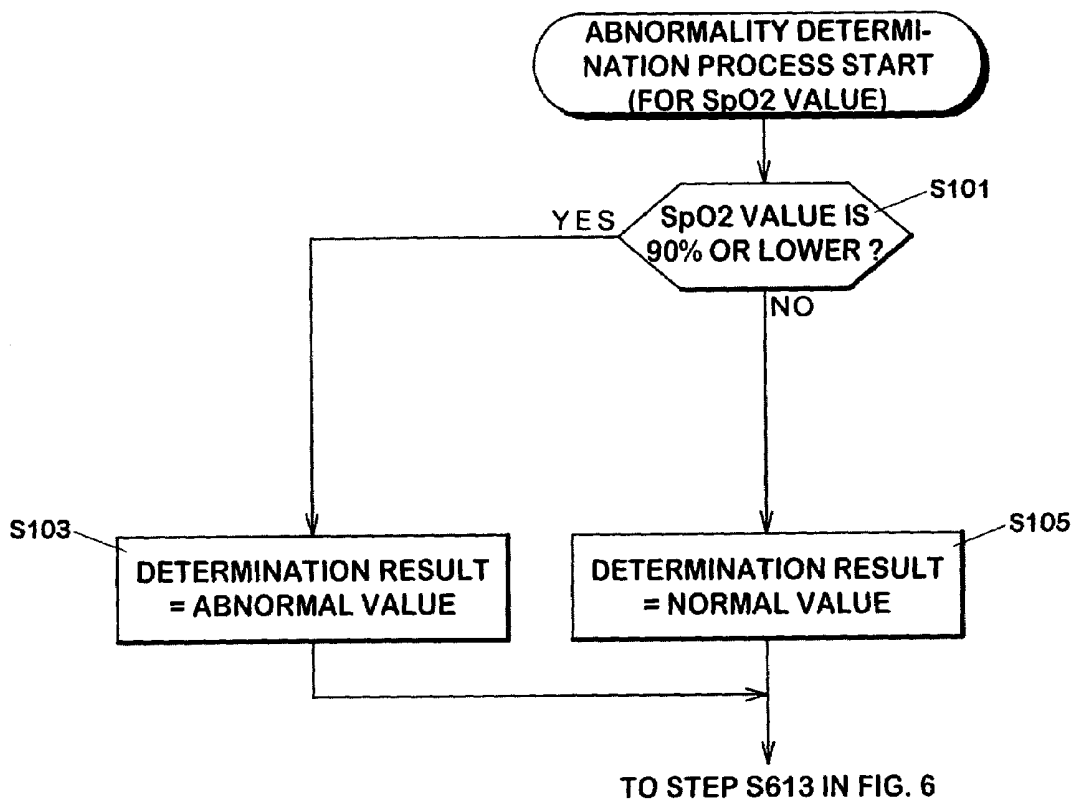 ABNORMALITY DETERMI-
NATION PROCESS START
(FOR SpO2 VALUE)
S101
SpO2 VALUE IS
90% OR LOWER ?
YES
NO
S103
DETERMINATION RESULT
= ABNORMAL VALUE
S105
DETERMINATION RESULT
= NORMAL VALUE
TO STEP S613 IN FIG. 6